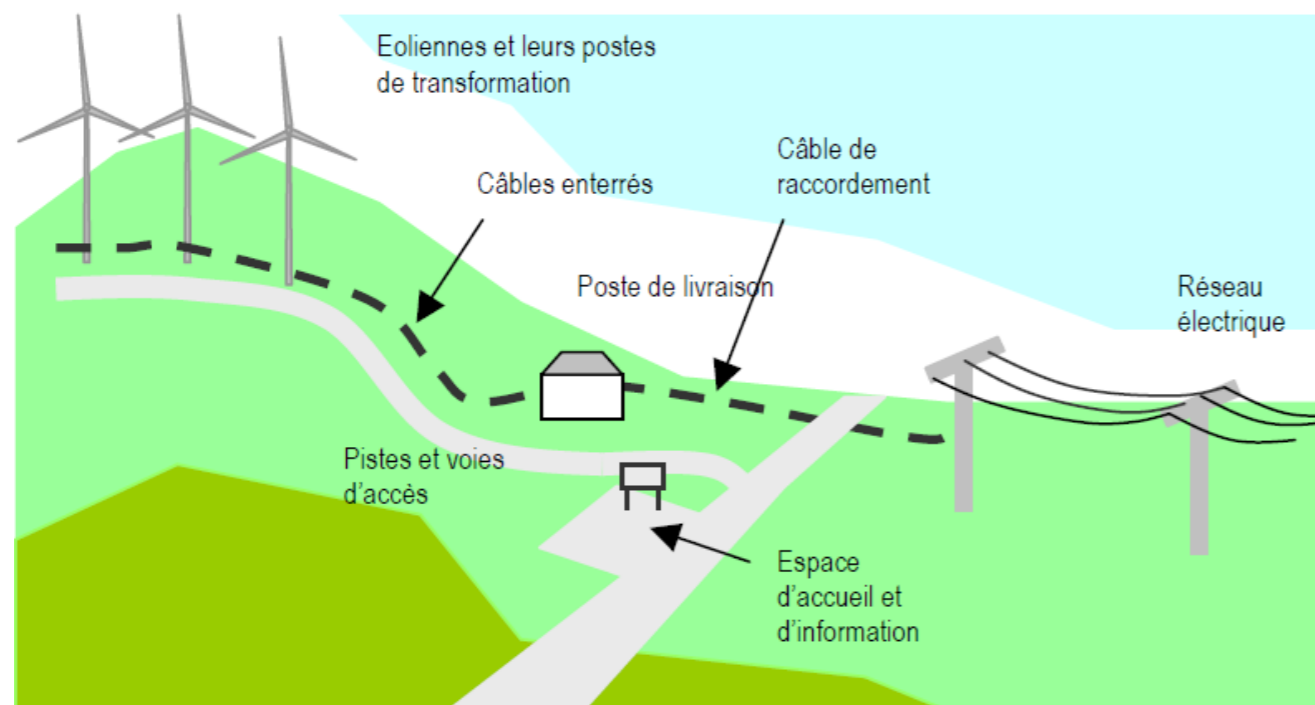 Eoliennes et leurs postes
de transformation
Câbles enterrés
Câble de
raccordement
Poste de livraison
Réseau
électrique
Pistes et voies
d'accès
Espace
d'accueil et
d'information